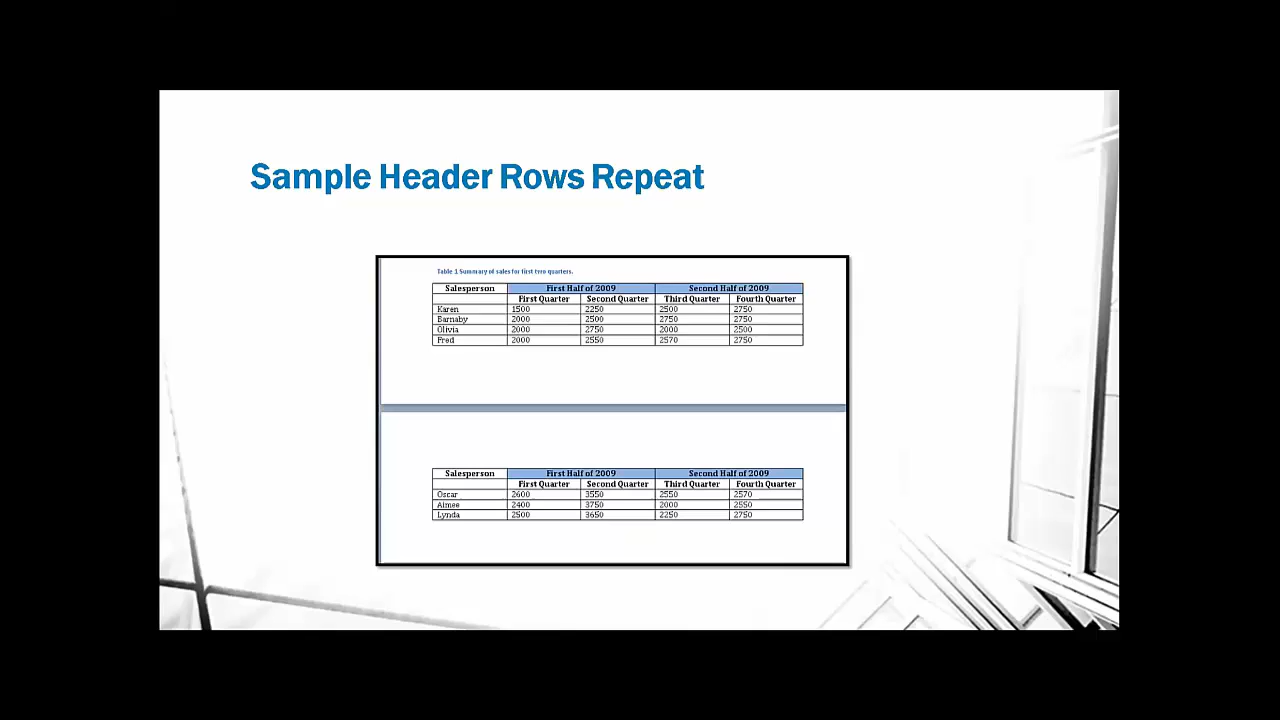 Sample Header Rows Repeat
Table 1 Summary of sales for first two quarters.
Salesperson First Half of 2009 Second Half of 2009
First Quarter Second Quarter Third Quarter Fourth Quarter
Karen 1500 2250 2500 2750
Barnaby 2000 2500 2750 2750
Olivia 2000 2750 2000 2500
Fred 2000 2550 2570 2750
Salesperson First Half of 2009 Second Half of 2009
First Quarter Second Quarter Third Quarter Fourth Quarter
Oscar 2600 3550 2550 2570
Aimee 2400 3750 2000 2550
Lynda 2500 3650 2250 2750